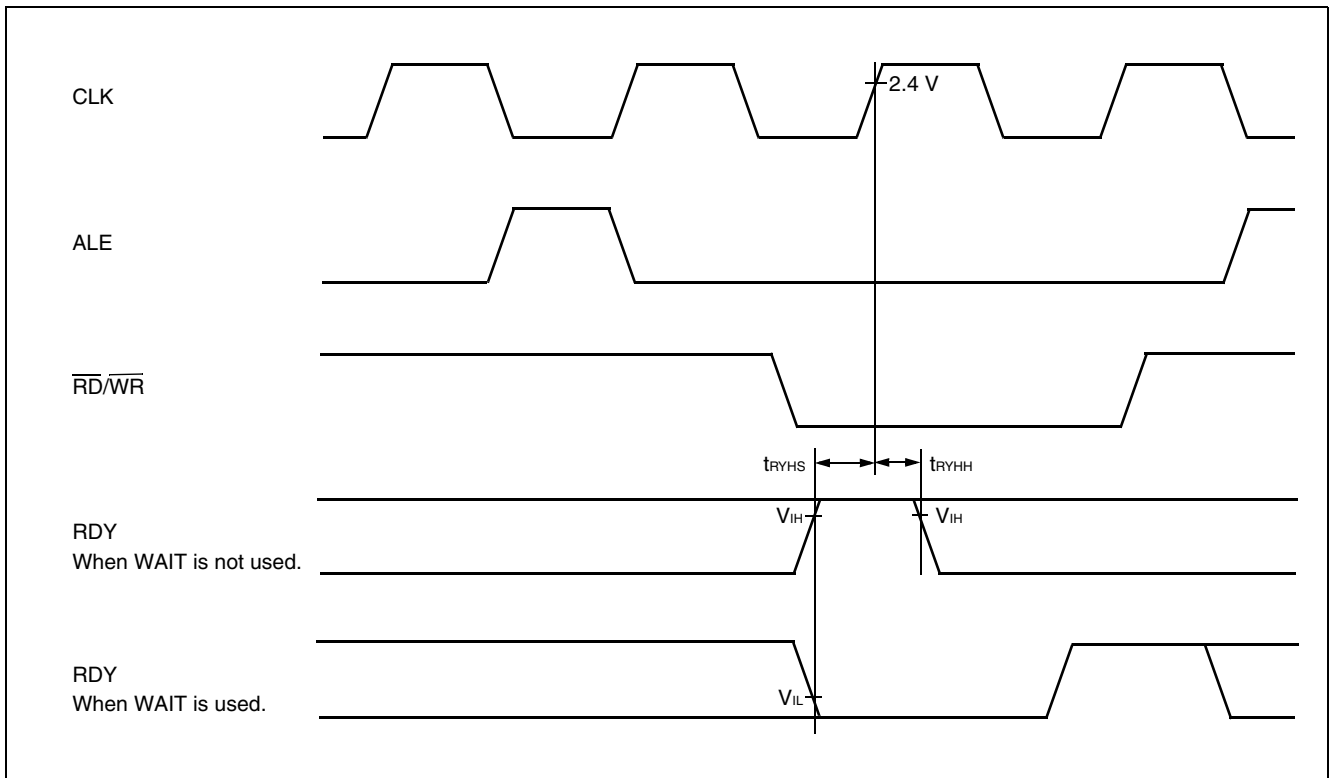 CLK
2.4 V
ALE
RD/WR
tRYHS
tRYHH
RDY
When WAIT is not used.
VIH
VIH
RDY
When WAIT is used.
VIL